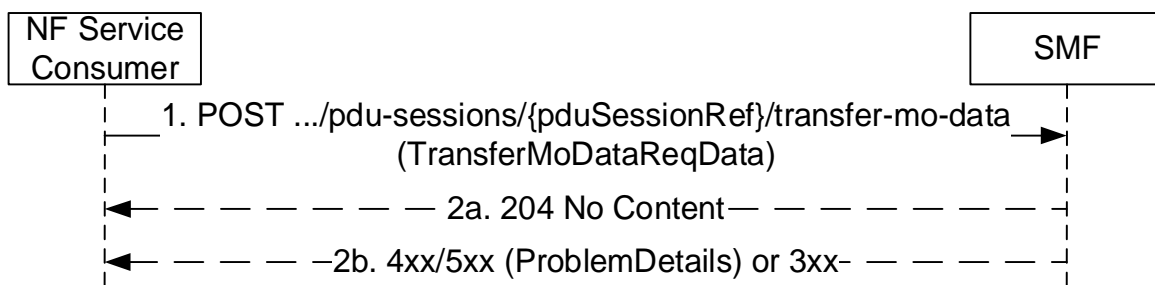 NF Service
Consumer
SMF
1. POST .../pdu-sessions/{pduSessionRef}/transfer-mo-data
(TransferMoDataReqData)
2a. 204 No Content
2b. 4xx/5xx (ProblemDetails) or 3xx